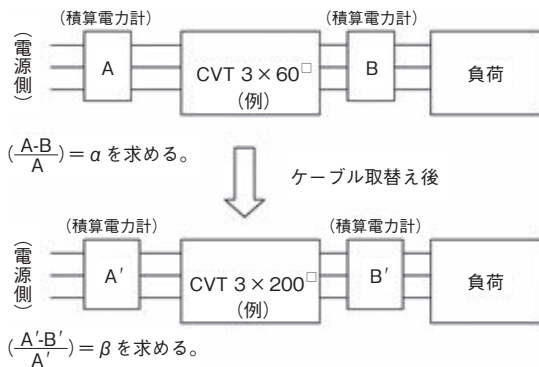 (積算電力計) (積算電力計)
(電源側) A CVT 3×60□ (例) B 負荷
(A-B/A)=αを求める。
ケーブル取替え後
(積算電力計) (積算電力計)
(電源側) A′ CVT 3×200□ (例) B′ 負荷
(A′-B′/A′)=βを求める。